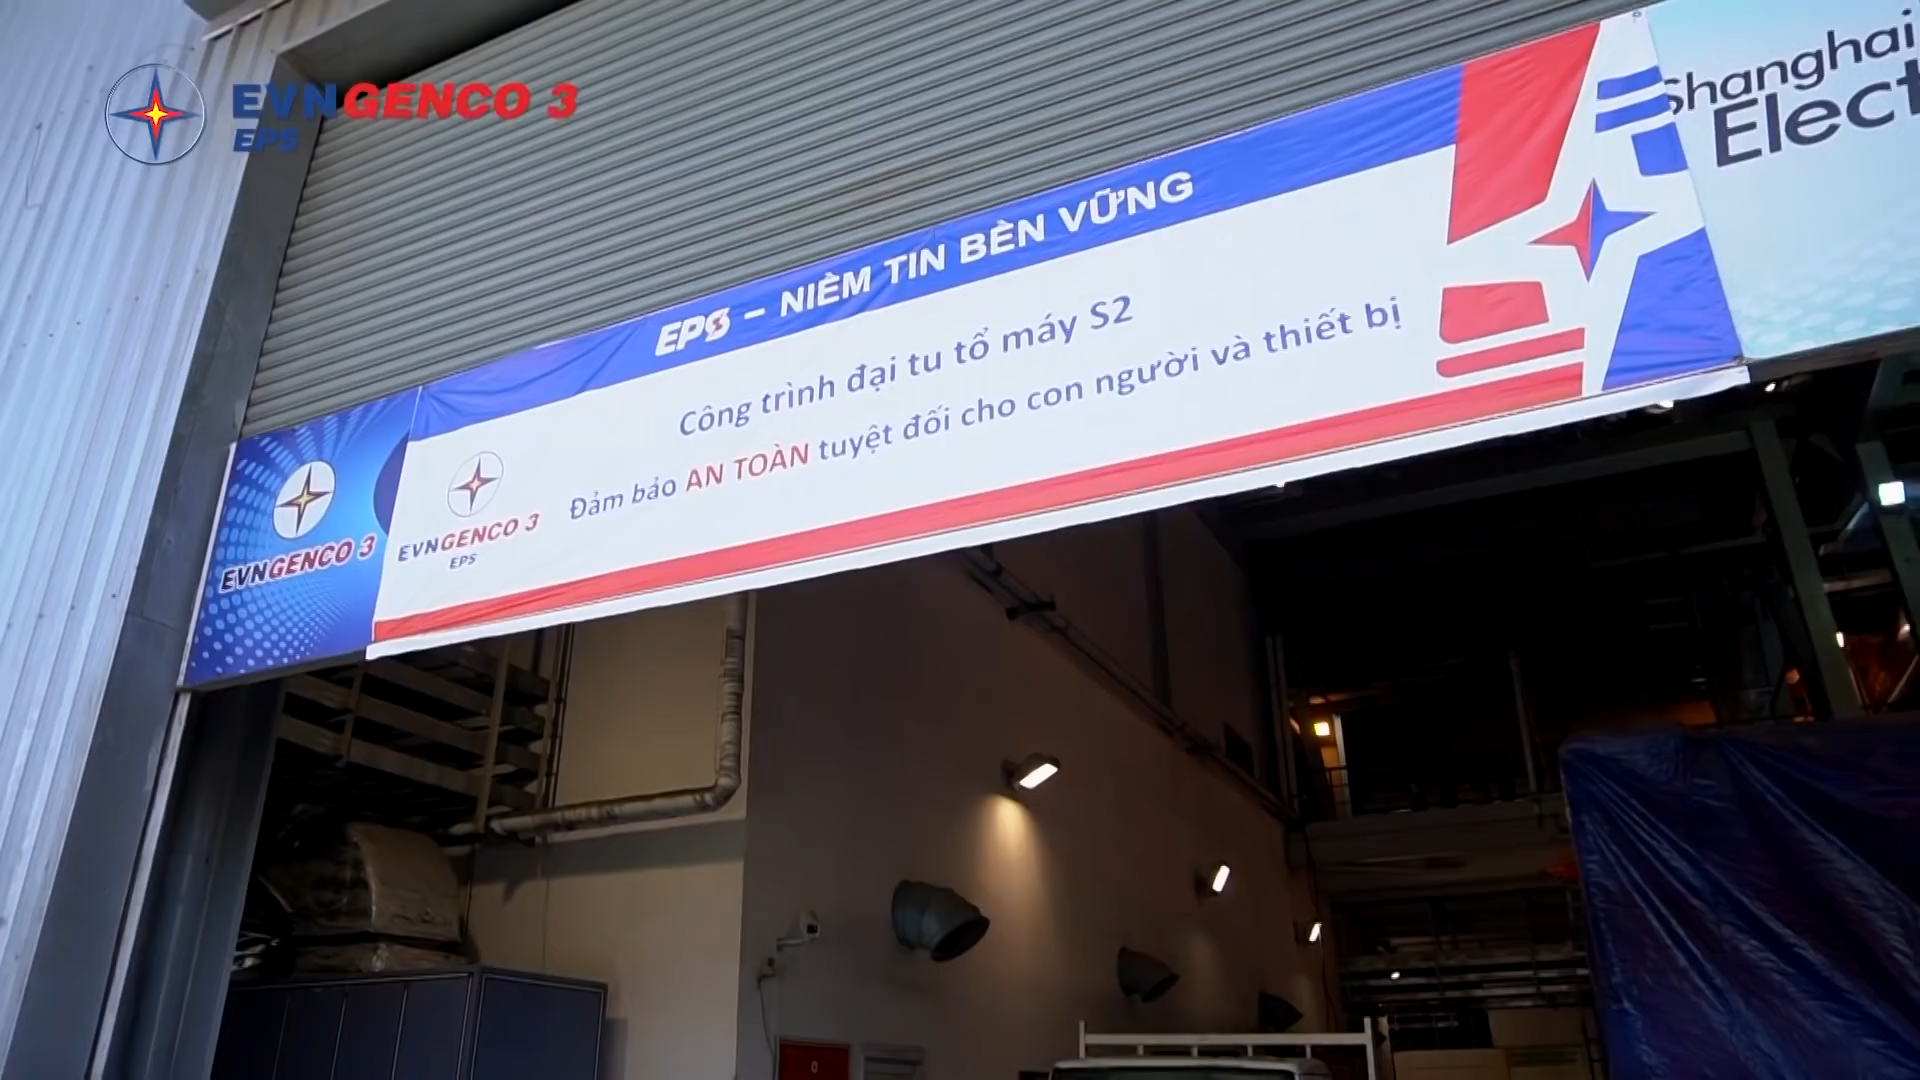 EVNGENCO 3
EPS
EPS – NIỀM TIN BỀN VỮNG
Công trình đại tu tổ máy S2
Đảm bảo AN TOÀN tuyệt đối cho con người và thiết bị
EVNGENCO 3
EVNGENCO 3
EPS
Shanghai
Elect